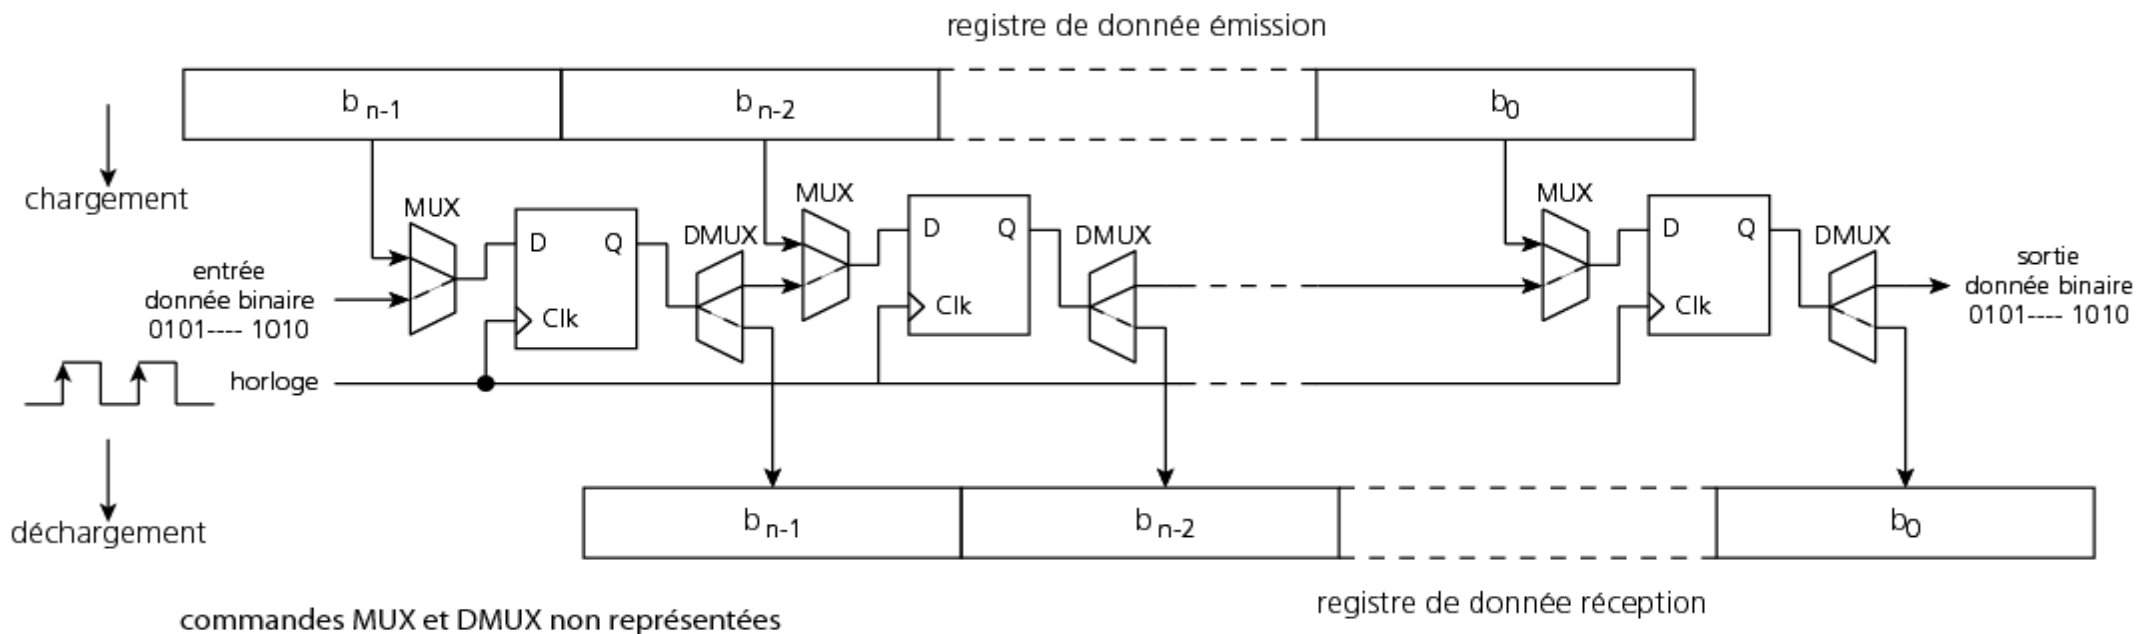 registre de donnée émission
b n-1
b n-2
b0
chargement
MUX
D Q
Clk
DMUX
MUX
D Q
Clk
DMUX
MUX
D Q
Clk
DMUX
entrée
donnée binaire
0101---- 1010
sortie
donnée binaire
0101---- 1010
horloge
déchargement
b n-1
b n-2
b0
registre de donnée réception
commandes MUX et DMUX non représentées